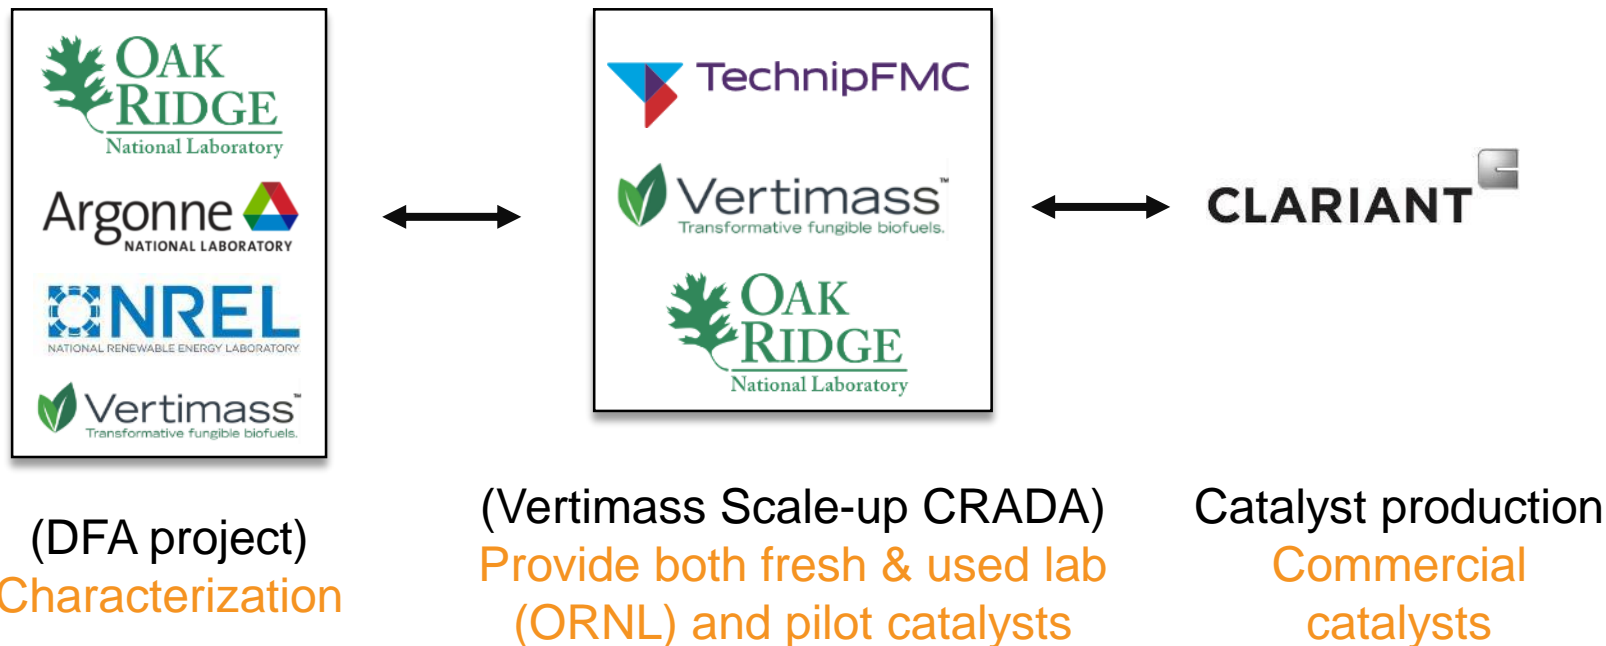 OAK
RIDGE
National Laboratory
Argonne
NATIONAL LABORATORY
NREL
NATIONAL RENEWABLE ENERGY LABORATORY
Vertimass™
Transformative fungible biofuels.
(DFA project)
Characterization
TechnipFMC
Vertimass™
Transformative fungible biofuels.
OAK
RIDGE
National Laboratory
(Vertimass Scale-up CRADA)
Provide both fresh & used lab
(ORNL) and pilot catalysts
CLARIANT
Catalyst production
Commercial
catalysts